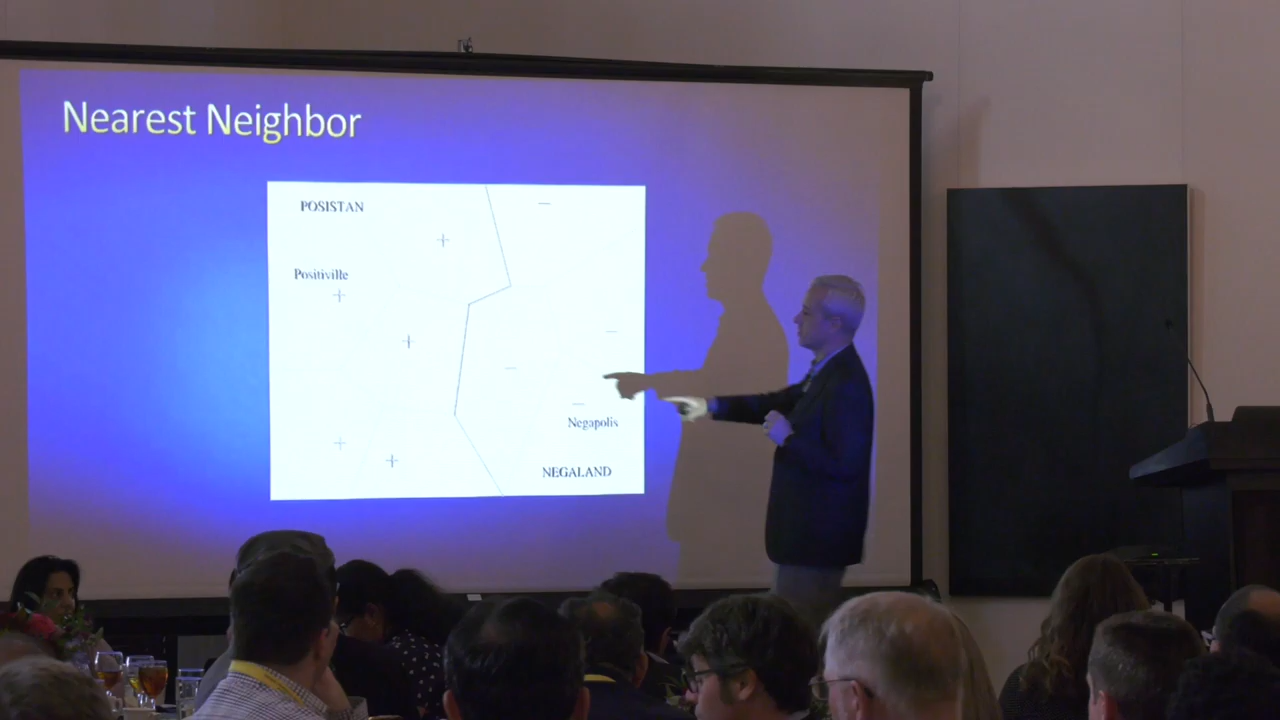 Nearest Neighbor
POSISTAN
Positiville
Negapolis
NEGALAND